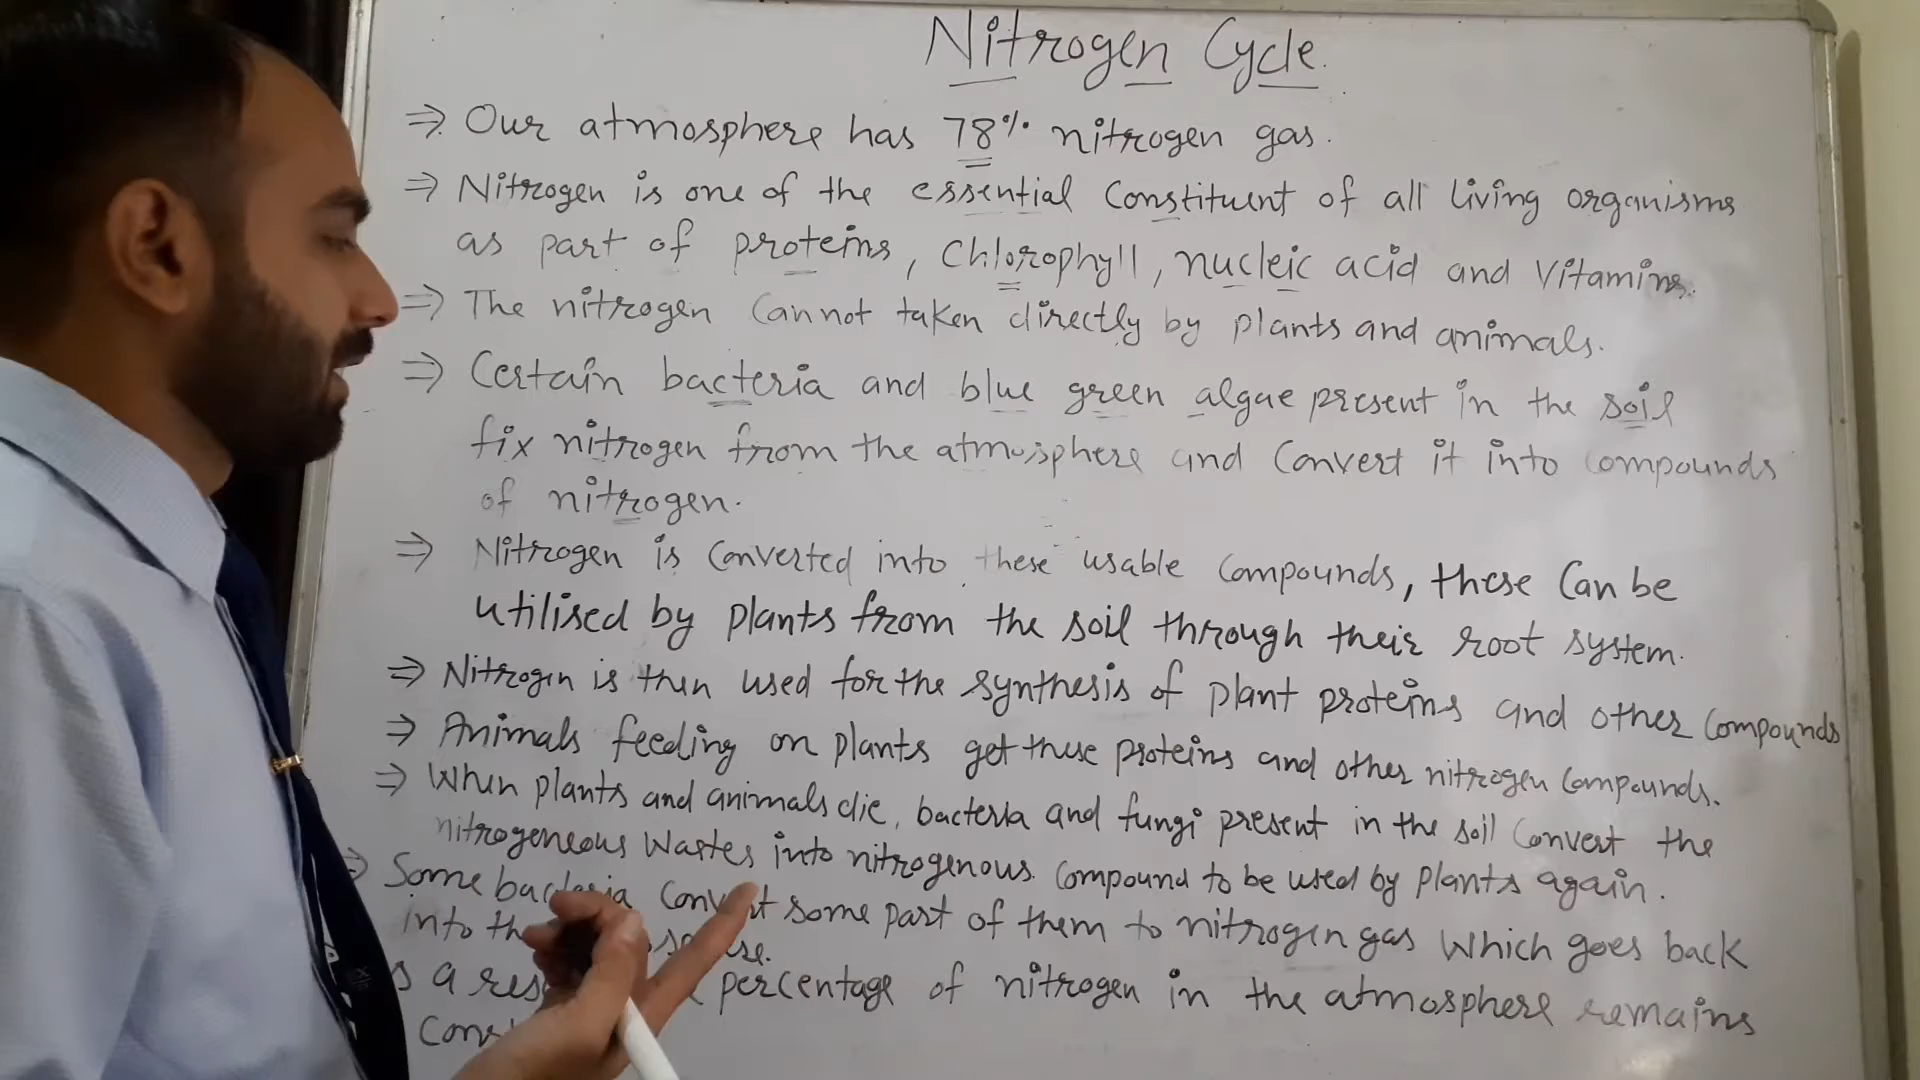 Nitrogen Cycle.
⇒ Our atmosphere has 78% nitrogen gas.
⇒ Nitrogen is one of the essential Constituent of all living organisms
as part of proteins, Chlorophyll, nucleic acid and Vitamins.
⇒ The nitrogen Cannot taken directly by plants and animals.
⇒ Certain bacteria and blue green algae present in the soil
fix nitrogen from the atmosphere and Convert it into Compounds
of nitrogen.
⇒ Nitrogen is Converted into these usable Compounds, these Can be
utilised by plants from the soil through their root system.
⇒ Nitrogen is then used for the synthesis of plant proteins and other Compounds
⇒ Animals feeding on plants get these proteins and other nitrogen Compounds.
⇒ When plants and animals die, bacteria and fungi present in the soil Convert the
nitrogeneous Wastes into nitrogenous. Compound to be used by plants again.
⇒ Some bacteria Convert some part of them to nitrogen gas Which goes back
into
a percentage of nitrogen in the atmosphere remains